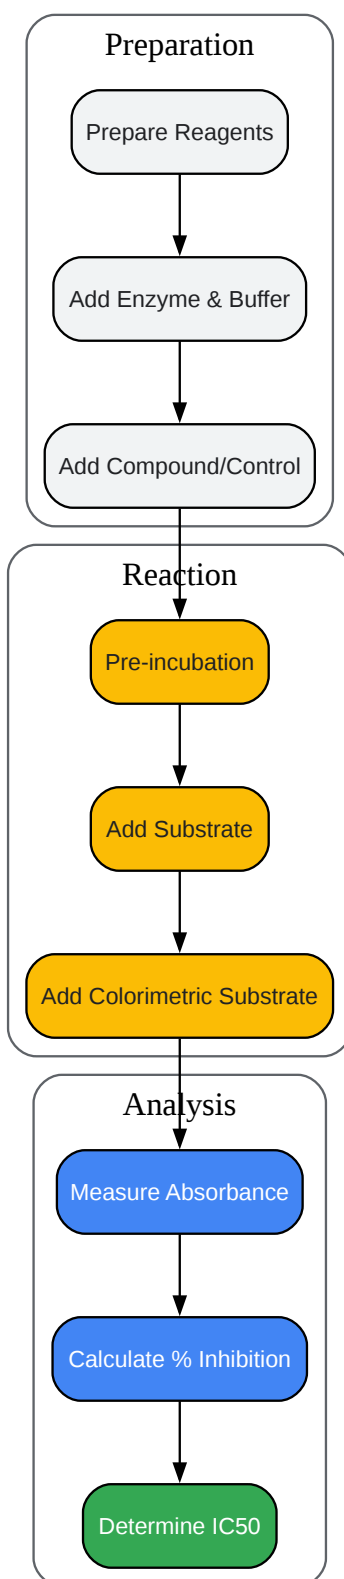 Preparation
Prepare Reagents
Add Enzyme & Buffer
Add Compound/Control
Reaction
Pre-incubation
Add Substrate
Add Colorimetric Substrate
Analysis
Measure Absorbance
Calculate % Inhibition
Determine IC50